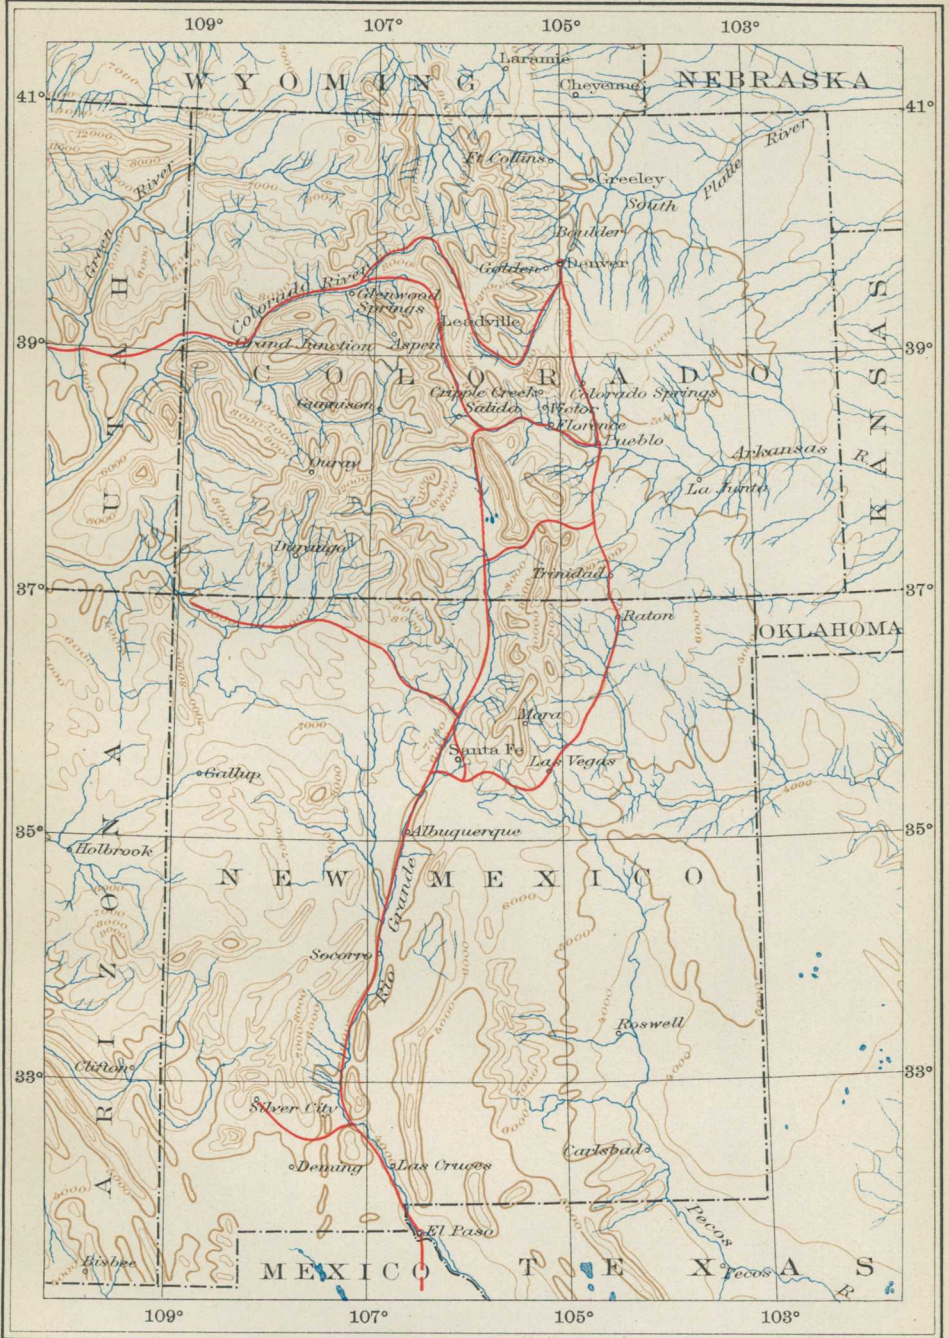 109° 107° 105° 103°
WYOMING
Laramie
Cheyenne
NEBRASKA
41° 41°
Ft Collins
Greeley
South Platte River
Green River
Boulder
Golden
Denver
Colorado River
Glenwood
Springs
Leadville
Aspen
39° 39°
Grand Junction
UTAH
COLORADO
KANSAS
Cripple Creek
Colorado Springs
Gunnison
Salida
Victor
Florence
Pueblo
Arkansas R
Ouray
La Junta
Durango
Trinidad
37° 37°
Raton
OKLAHOMA
Mora
Santa Fe
Las Vegas
Gallup
35° 35°
Albuquerque
Holbrook
ARIZONA
NEW MEXICO
Rio Grande
Socorro
Roswell
Clifton
33° 33°
Silver City
Carlsbad
Deming
Las Cruces
Pecos R
El Paso
Bisbee
MEXICO
TEXAS
Pecos
109° 107° 105° 103°